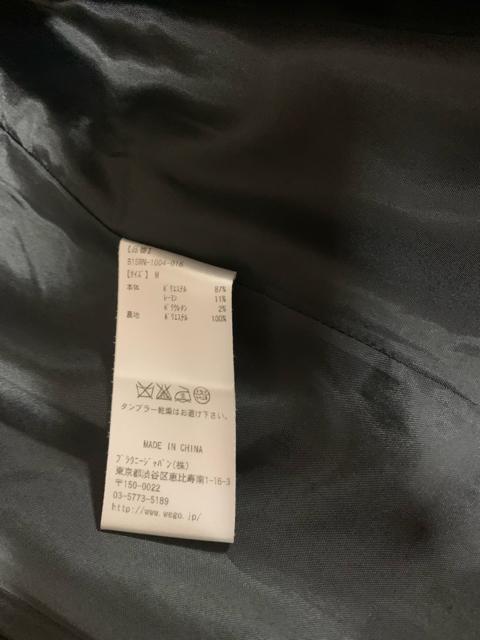 【品番】
BISWN-1004-016
【サイズ】 M
本体 ポリエステル 87%
レーヨン 11%
ポリウレタン 2%
裏地 ポリエステル 100%
タンブラー乾燥はお避け下さい。
MADE IN CHINA
ブラウニージャパン(株)
東京都渋谷区恵比寿南1-16-3
〒150-0022
03-5773-5189
http://www.wego.jp/